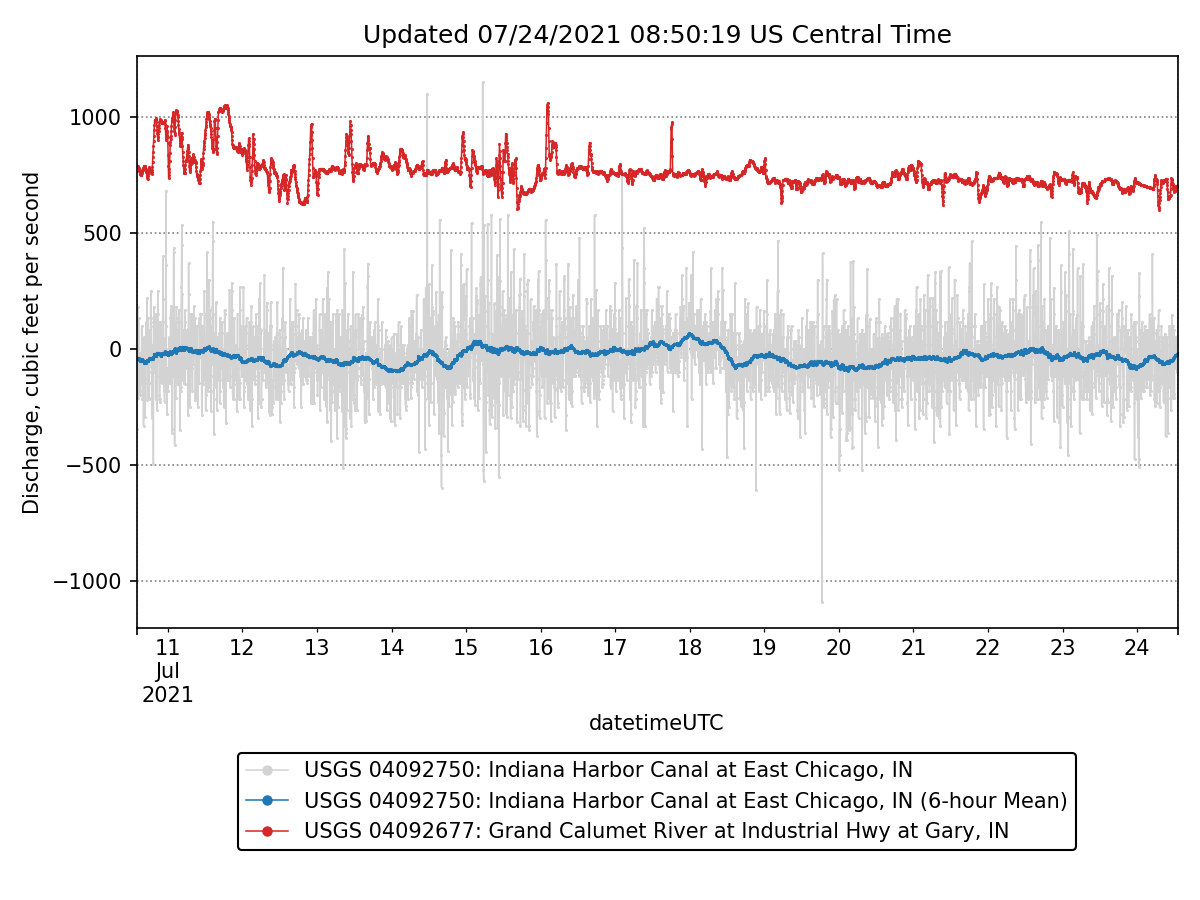 Updated 07/24/2021 08:50:19 US Central Time
Discharge, cubic feet per second
1000
500
0
−500
−1000
11 12 13 14 15 16 17 18 19 20 21 22 23 24
Jul
2021
datetimeUTC
USGS 04092750: Indiana Harbor Canal at East Chicago, IN
USGS 04092750: Indiana Harbor Canal at East Chicago, IN (6-hour Mean)
USGS 04092677: Grand Calumet River at Industrial Hwy at Gary, IN